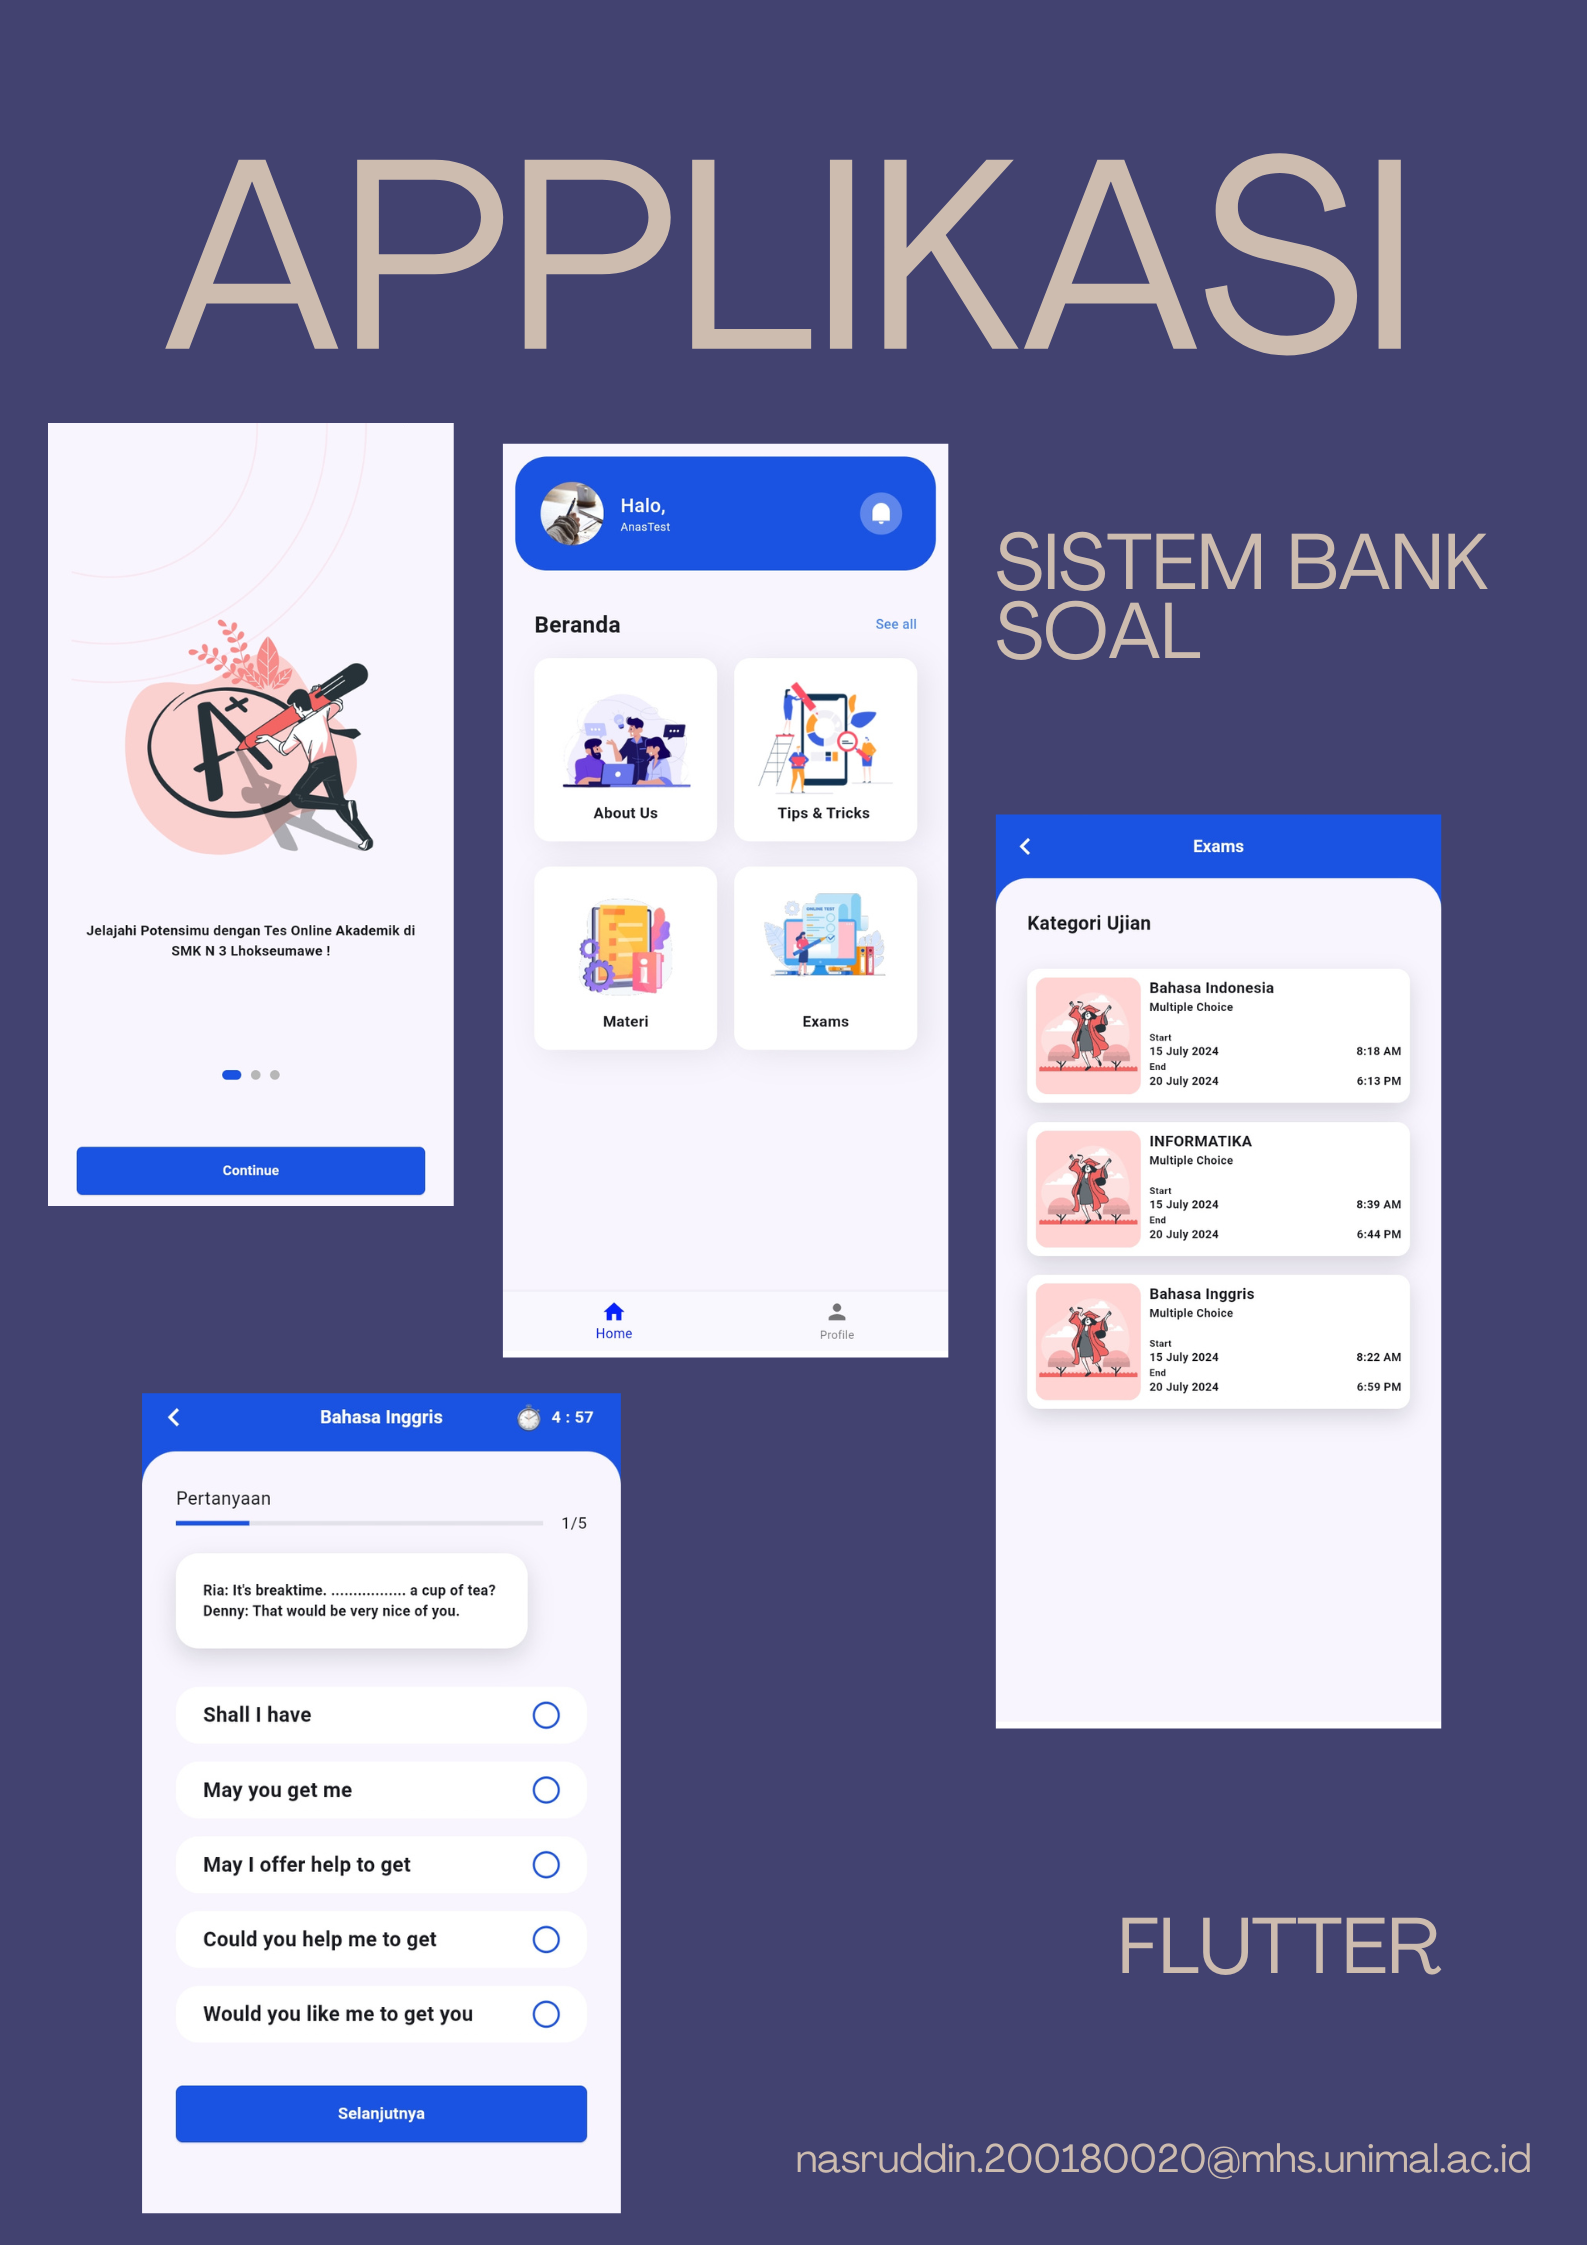 APPLIKASI
Jelajahi Potensimu dengan Tes Online Akademik di
SMK N 3 Lhokseumawe !
Continue
Halo,
AnasTest
Beranda
See all
About Us
Tips & Tricks
Materi
ONLINE TEST
Exams
Home
Profile
SISTEM BANK
SOAL
Exams
Kategori Ujian
Bahasa Indonesia
Multiple Choice
Start
15 July 2024 8:18 AM
End
20 July 2024 6:13 PM
INFORMATIKA
Multiple Choice
Start
15 July 2024 8:39 AM
End
20 July 2024 6:44 PM
Bahasa Inggris
Multiple Choice
Start
15 July 2024 8:22 AM
End
20 July 2024 6:59 PM
Bahasa Inggris 4 : 57
Pertanyaan
1/5
Ria: It's breaktime. ................. a cup of tea?
Denny: That would be very nice of you.
Shall I have
May you get me
May I offer help to get
Could you help me to get
Would you like me to get you
Selanjutnya
FLUTTER
nasruddin.200180020@mhs.unimal.ac.id